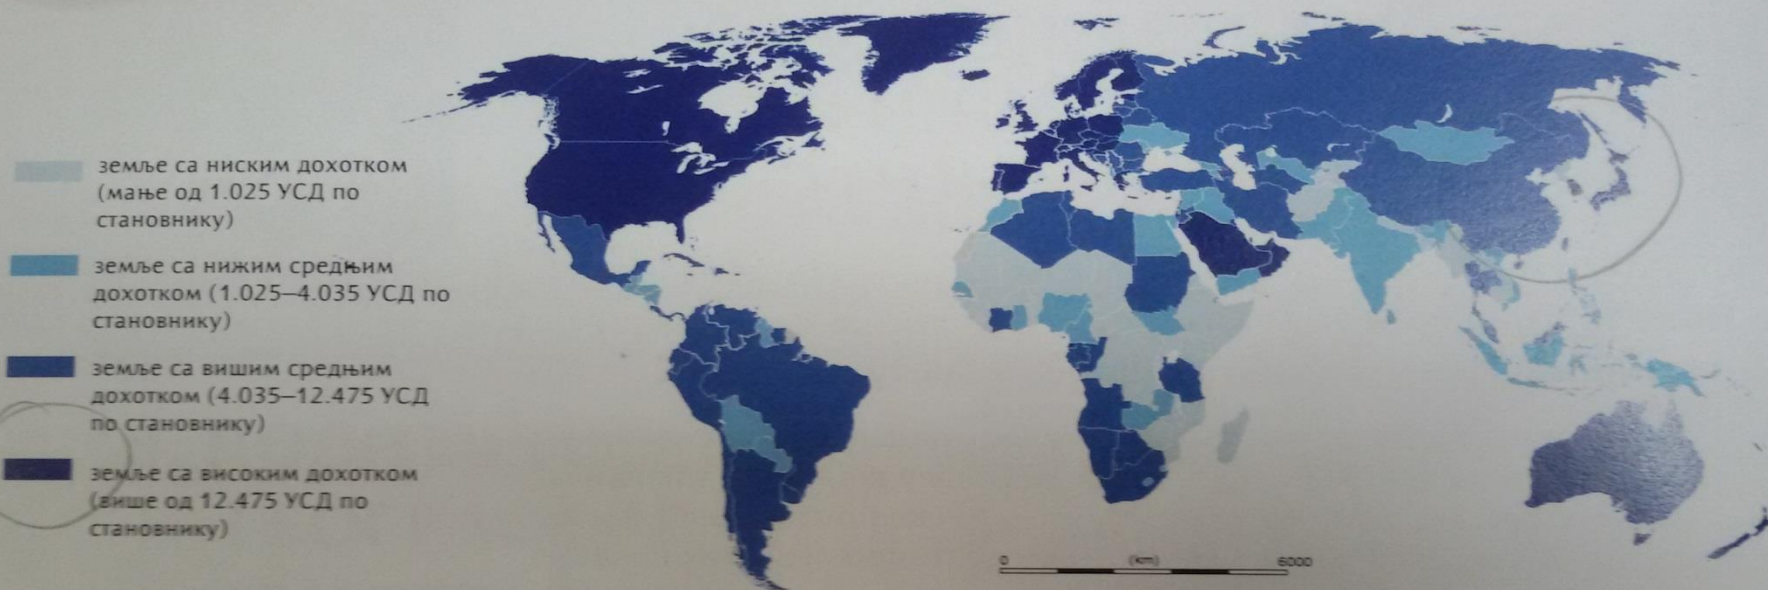 земље са ниским дохотком
(мање од 1.025 УСД по
становнику)
земље са нижим средњим
дохотком (1.025–4.035 УСД по
становнику)
земље са вишим средњим
дохотком (4.035–12.475 УСД
по становнику)
земље са високим дохотком
(више од 12.475 УСД по
становнику)
0 (km) 6000